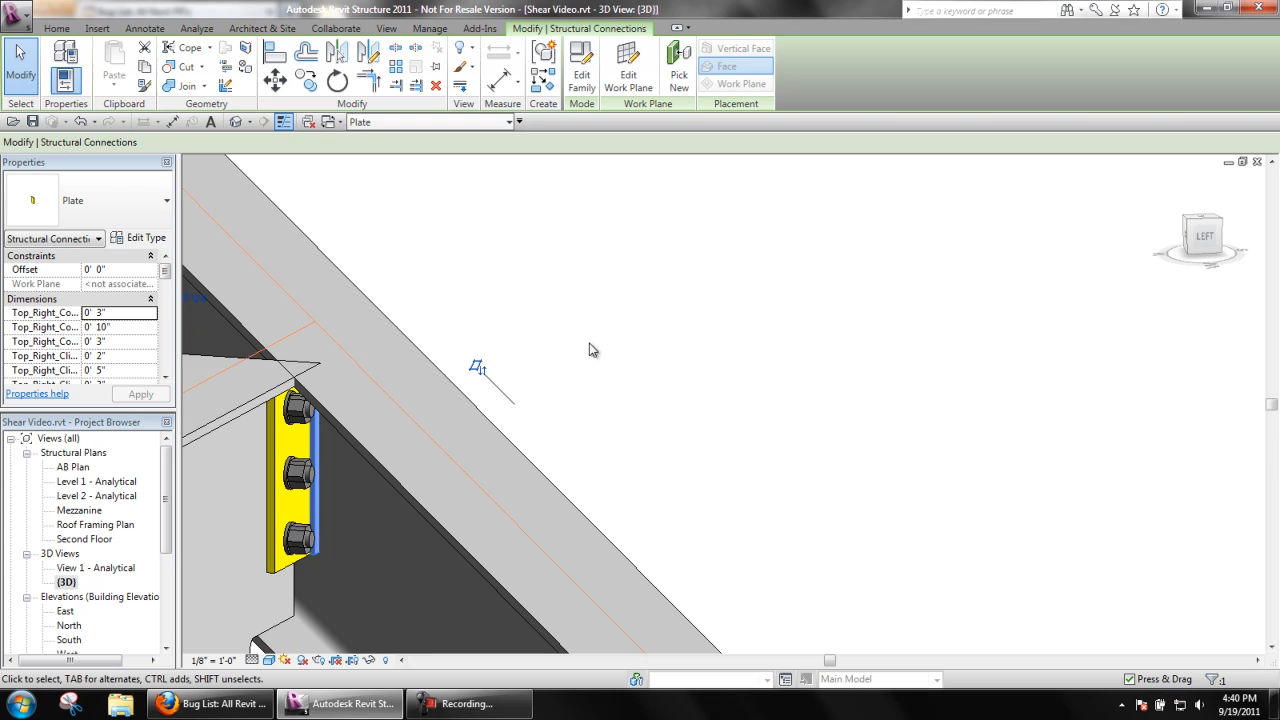 Autodesk Revit Structure 2011 - Not For Resale Version - [Shear Video.rvt - 3D View: {3D}]
Type a keyword or phrase
Home Insert Annotate Analyze Architect & Site Collaborate View Manage Add-Ins Modify | Structural Connections
Modify
Paste
Cope
Cut
Join
Edit Family
Edit Work Plane
Pick New
Vertical Face
Face
Work Plane
Select Properties Clipboard Geometry Modify View Measure Create Mode Work Plane Placement
A
Plate
Modify | Structural Connections
Properties
Plate
Structural Connecti
Edit Type
Constraints
Offset 0' 0"
Work Plane <not associate...
Dimensions
Top_Right_Co... 0' 3"
Top_Right_Co... 0' 10"
Top_Right_Co... 0' 3"
Top_Right_Cli... 0' 2"
Top_Right_Cli... 0' 5"
Properties help
Apply
LEFT
Shear Video.rvt - Project Browser
Views (all)
Structural Plans
AB Plan
Level 1 - Analytical
Level 2 - Analytical
Mezzanine
Roof Framing Plan
Second Floor
3D Views
View 1 - Analytical
{3D}
Elevations (Building Elevatio
East
North
South
1/8" = 1'-0"
Click to select, TAB for alternates, CTRL adds, SHIFT unselects.
Main Model
Press & Drag
:1
Bug List: All Revit ...
Autodesk Revit St...
Recording...
4:40 PM
9/19/2011